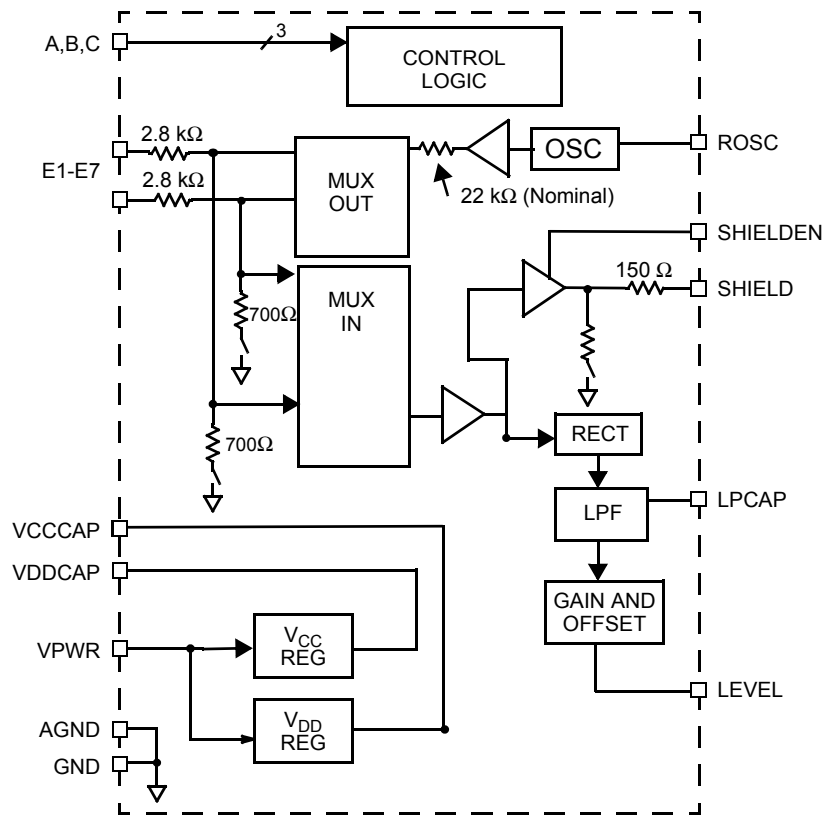 A,B,C
3
CONTROL
LOGIC
2.8 kΩ
E1-E7
2.8 kΩ
MUX
OUT
22 kΩ (Nominal)
OSC
ROSC
SHIELDEN
150 Ω
SHIELD
700Ω
MUX
IN
700Ω
RECT
LPF
LPCAP
GAIN AND
OFFSET
LEVEL
VCCCAP
VDDCAP
VPWR
VCC
REG
VDD
REG
AGND
GND